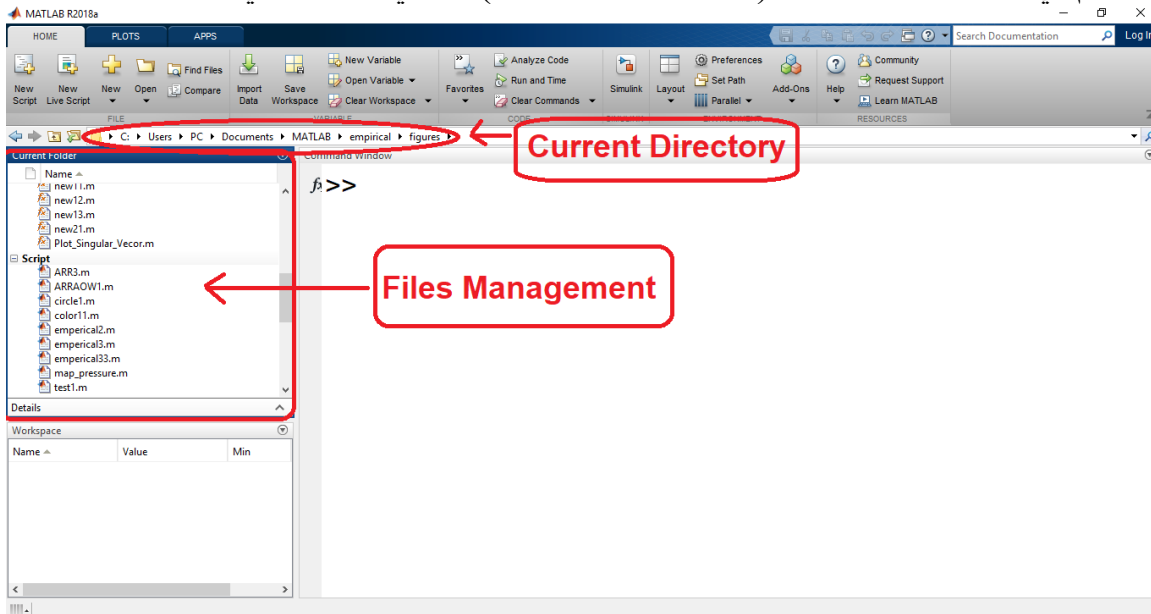 MATLAB R2018a
HOME PLOTS APPS
Search Documentation
Log In
New Script
New Live Script
New
Open
Find Files
Compare
Import Data
Save Workspace
New Variable
Open Variable
Clear Workspace
Favorites
Analyze Code
Run and Time
Clear Commands
Simulink
Layout
Preferences
Set Path
Parallel
Add-Ons
Help
Community
Request Support
Learn MATLAB
FILE VARIABLE CODE SIMULINK ENVIRONMENT RESOURCES
C: Users PC Documents MATLAB empirical figures
Current Directory
Current Folder
Command Window
Name
fx >>
new11.m
new12.m
new13.m
new21.m
Plot_Singular_Vecor.m
Script
ARR3.m
ARRAOW1.m
circle1.m
color11.m
emperical2.m
emperical3.m
emperical33.m
map_pressure.m
test1.m
Files Management
Details
Workspace
Name Value Min